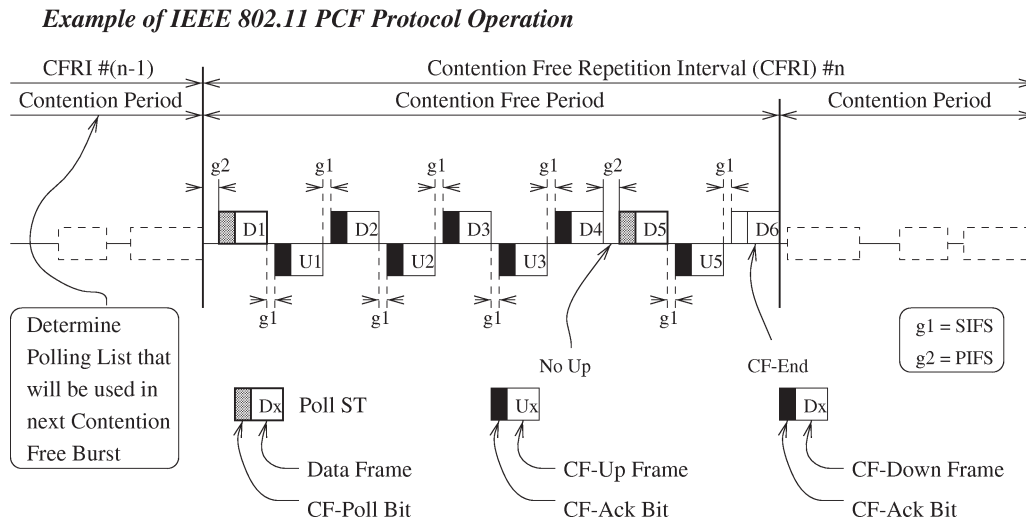 Example of IEEE 802.11 PCF Protocol Operation
CFRI #(n-1)
Contention Free Repetition Interval (CFRI) #n
Contention Period
Contention Free Period
Contention Period
g2
g1
g1
g1
g2
g1
D1
D2
D3
D4
D5
D6
U1
U2
U3
U5
g1
g1
g1
g1
Determine
Polling List that
will be used in
next Contention
Free Burst
No Up
CF-End
g1 = SIFS
g2 = PIFS
Dx
Poll ST
Data Frame
CF-Poll Bit
Ux
CF-Up Frame
CF-Ack Bit
Dx
CF-Down Frame
CF-Ack Bit